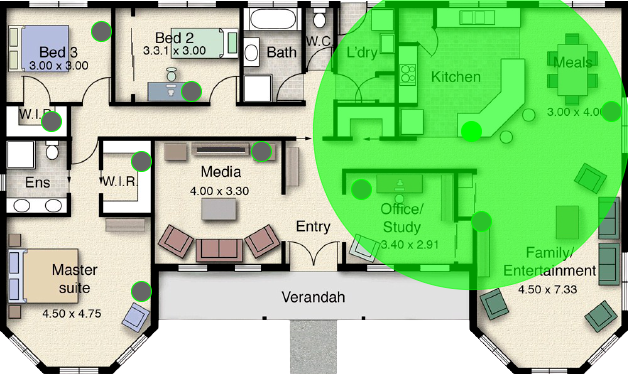 Bed 3
3.00 x 3.00
Bed 2
3.3.1 x 3.00
Bath
W.C.
L'dry
Kitchen
Meals
3.00 x 4.00
W.I.R.
Ens
W.I.R.
Media
4.00 x 3.30
Entry
Office/
Study
3.40 x 2.91
Master
suite
4.50 x 4.75
Verandah
Family/
Entertainment
4.50 x 7.33